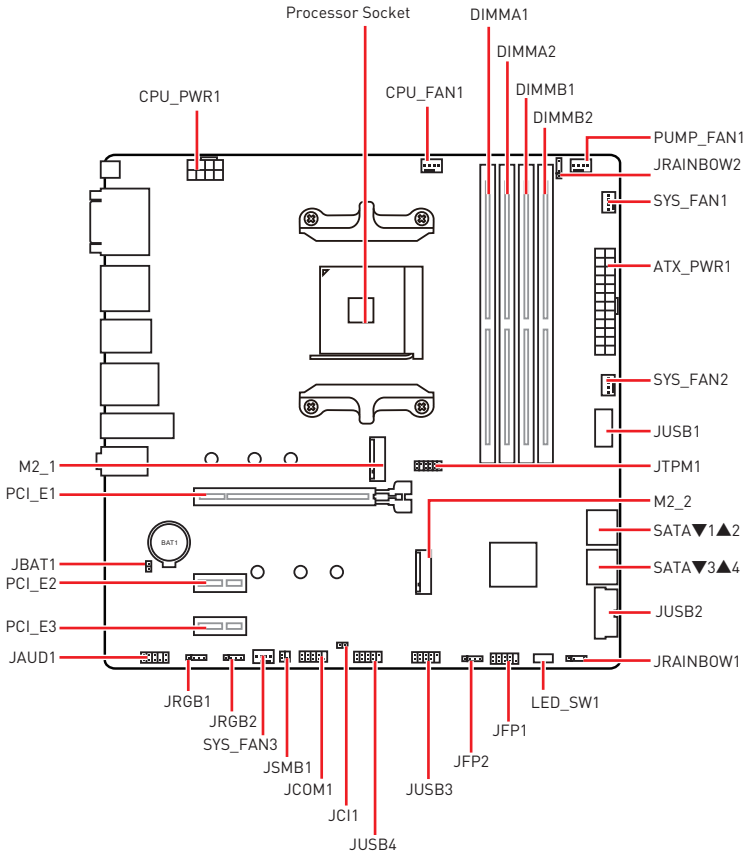 Processor Socket
DIMMA1
DIMMA2
CPU_PWR1
CPU_FAN1
DIMMB1
DIMMB2
PUMP_FAN1
JRAINBOW2
SYS_FAN1
ATX_PWR1
SYS_FAN2
JUSB1
M2_1
JTPM1
PCI_E1
M2_2
SATA▼1▲2
BAT1
JBAT1
SATA▼3▲4
PCI_E2
JUSB2
PCI_E3
JAUD1
JRAINBOW1
JRGB1
LED_SW1
JRGB2
JFP1
SYS_FAN3
JFP2
JSMB1
JCOM1
JUSB3
JCI1
JUSB4